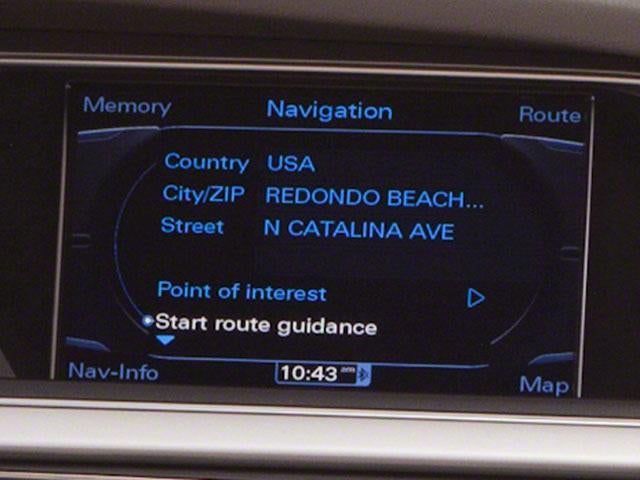 Memory Navigation Route
Country USA
City/ZIP REDONDO BEACH...
Street N CATALINA AVE
Point of interest
Start route guidance
Nav-Info 10:43 am Map